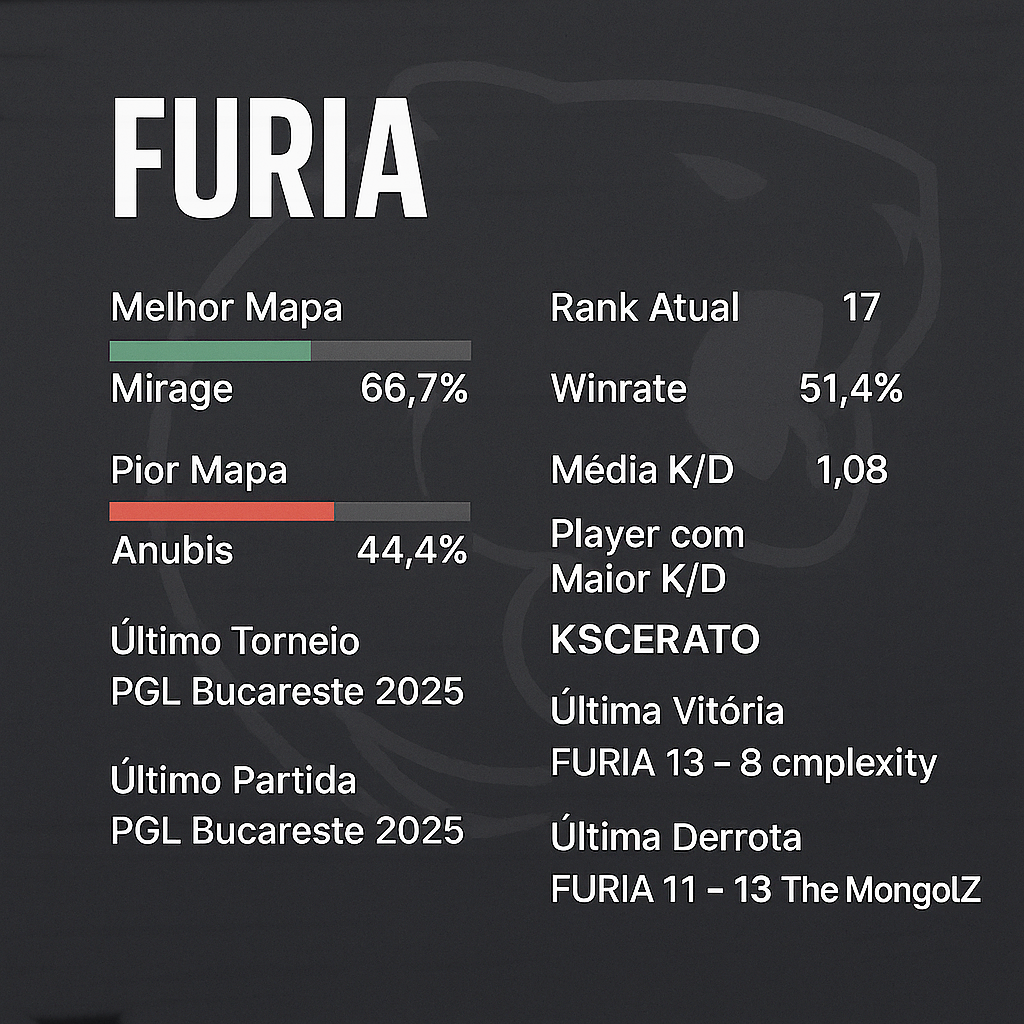 FURIA
Melhor Mapa
Mirage 66,7%
Pior Mapa
Anubis 44,4%
Último Torneio
PGL Bucareste 2025
Último Partida
PGL Bucareste 2025
Rank Atual 17
Winrate 51,4%
Média K/D 1,08
Player com
Maior K/D
KSCERATO
Última Vitória
FURIA 13 – 8 cmplexity
Última Derrota
FURIA 11 – 13 The MongolZ